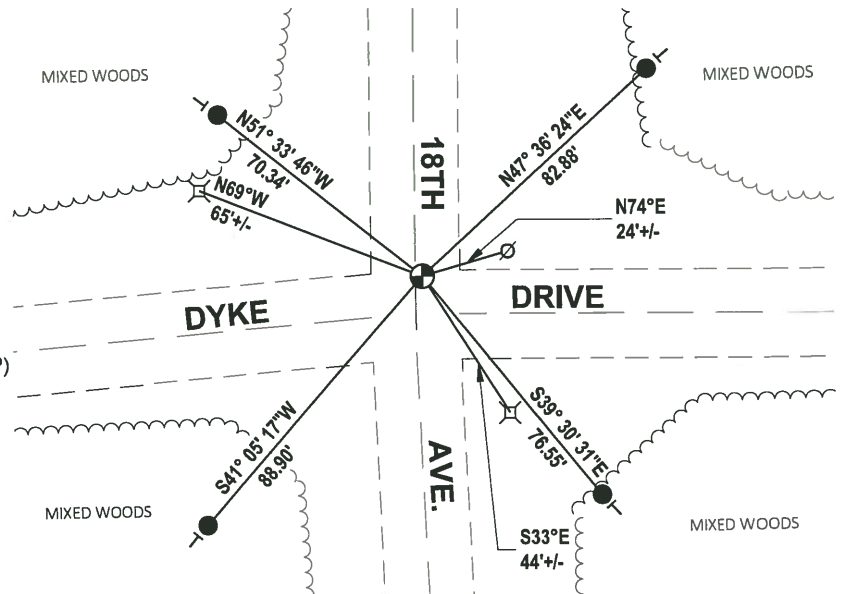 MIXED WOODS
MIXED WOODS
N51° 33' 46"W
70.34'
N47° 36' 24"E
82.88'
18TH
N69°W
65'+/-
N74°E
24'+/-
DYKE
DRIVE
S41° 05' 17"W
88.90'
S39° 30' 31"E
76.55'
AVE.
MIXED WOODS
MIXED WOODS
S33°E
44'+/-